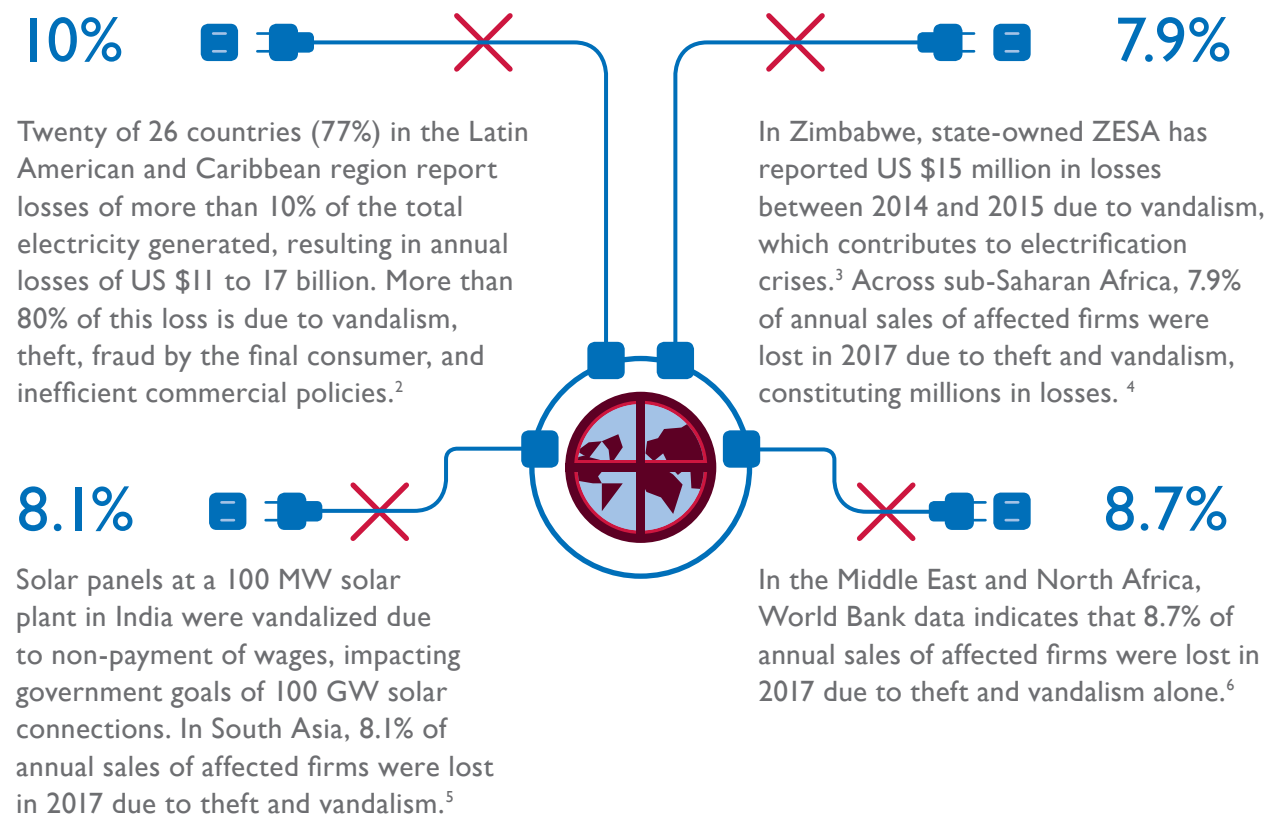 10%
Twenty of 26 countries (77%) in the Latin
American and Caribbean region report
losses of more than 10% of the total
electricity generated, resulting in annual
losses of US $11 to 17 billion. More than
80% of this loss is due to vandalism,
theft, fraud by the final consumer, and
inefficient commercial policies.2
7.9%
In Zimbabwe, state-owned ZESA has
reported US $15 million in losses
between 2014 and 2015 due to vandalism,
which contributes to electrification
crises.3 Across sub-Saharan Africa, 7.9%
of annual sales of affected firms were
lost in 2017 due to theft and vandalism,
constituting millions in losses. 4
8.1%
Solar panels at a 100 MW solar
plant in India were vandalized due
to non-payment of wages, impacting
government goals of 100 GW solar
connections. In South Asia, 8.1% of
annual sales of affected firms were lost
in 2017 due to theft and vandalism.5
8.7%
In the Middle East and North Africa,
World Bank data indicates that 8.7% of
annual sales of affected firms were lost in
2017 due to theft and vandalism alone.6